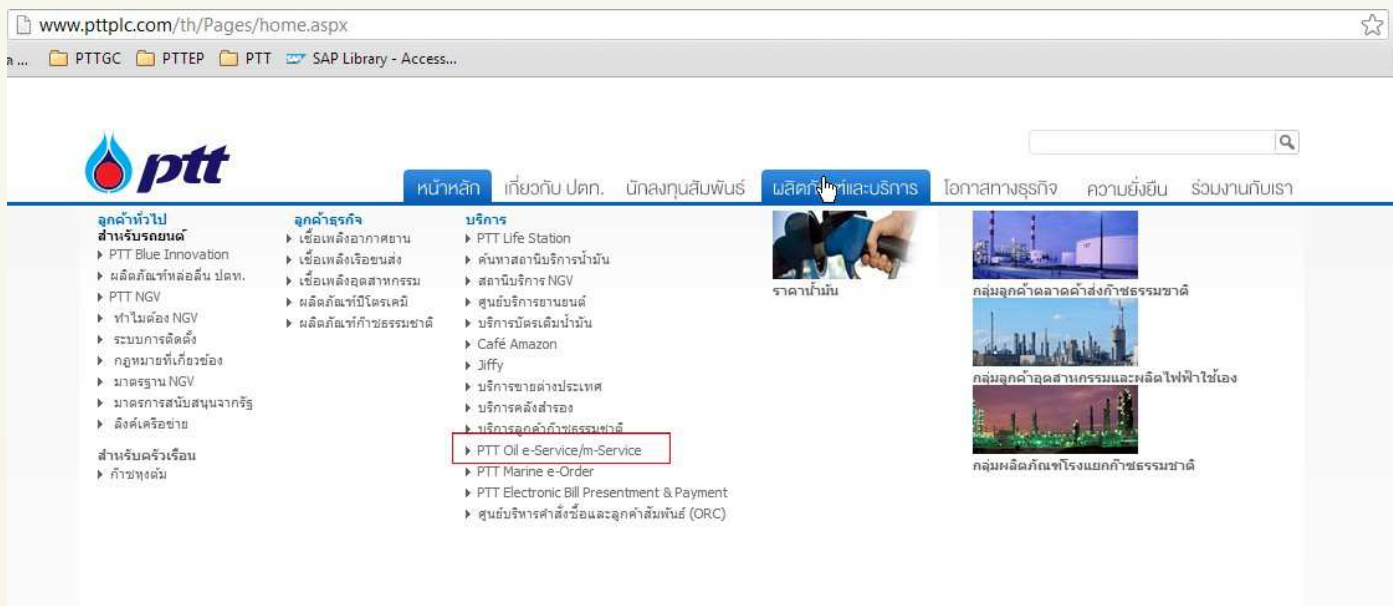 www.pttplc.com/th/Pages/home.aspx
PTTGC PTTEP PTT SAP Library - Access...
ptt
หน้าหลัก เกี่ยวกับ ปตท. นักลงทุนสัมพันธ์ ผลิตภัณฑ์และบริการ โอกาสทางธุรกิจ ความยั่งยืน ร่วมงานกับเรา
ลูกค้าทั่วไป
สำหรับรถยนต์
PTT Blue Innovation
ผลิตภัณฑ์หล่อลื่น ปตท.
PTT NGV
ทำไมต้อง NGV
ระบบการติดตั้ง
กฎหมายที่เกี่ยวข้อง
มาตรฐาน NGV
มาตรการสนับสนุนจากรัฐ
ลิงค์เครือข่าย
สำหรับครัวเรือน
ก๊าซหุงต้ม
ลูกค้าธุรกิจ
เชื้อเพลิงอากาศยาน
เชื้อเพลิงเรือขนส่ง
เชื้อเพลิงอุตสาหกรรม
ผลิตภัณฑ์ปิโตรเคมี
ผลิตภัณฑ์ก๊าซธรรมชาติ
บริการ
PTT Life Station
ค้นหาสถานีบริการน้ำมัน
สถานีบริการ NGV
ศูนย์บริการยานยนต์
บริการบัตรเติมน้ำมัน
Café Amazon
Jiffy
บริการขายต่างประเทศ
บริการคลังสำรอง
บริการลูกค้าก๊าซธรรมชาติ
PTT Oil e-Service/m-Service
PTT Marine e-Order
PTT Electronic Bill Presentment & Payment
ศูนย์บริหารคำสั่งซื้อและลูกค้าสัมพันธ์ (ORC)
ราคาน้ำมัน
กลุ่มลูกค้าตลาดค้าส่งก๊าซธรรมชาติ
กลุ่มลูกค้าอุตสาหกรรมและผลิตไฟฟ้าใช้เอง
กลุ่มผลิตภัณฑ์โรงแยกก๊าซธรรมชาติ